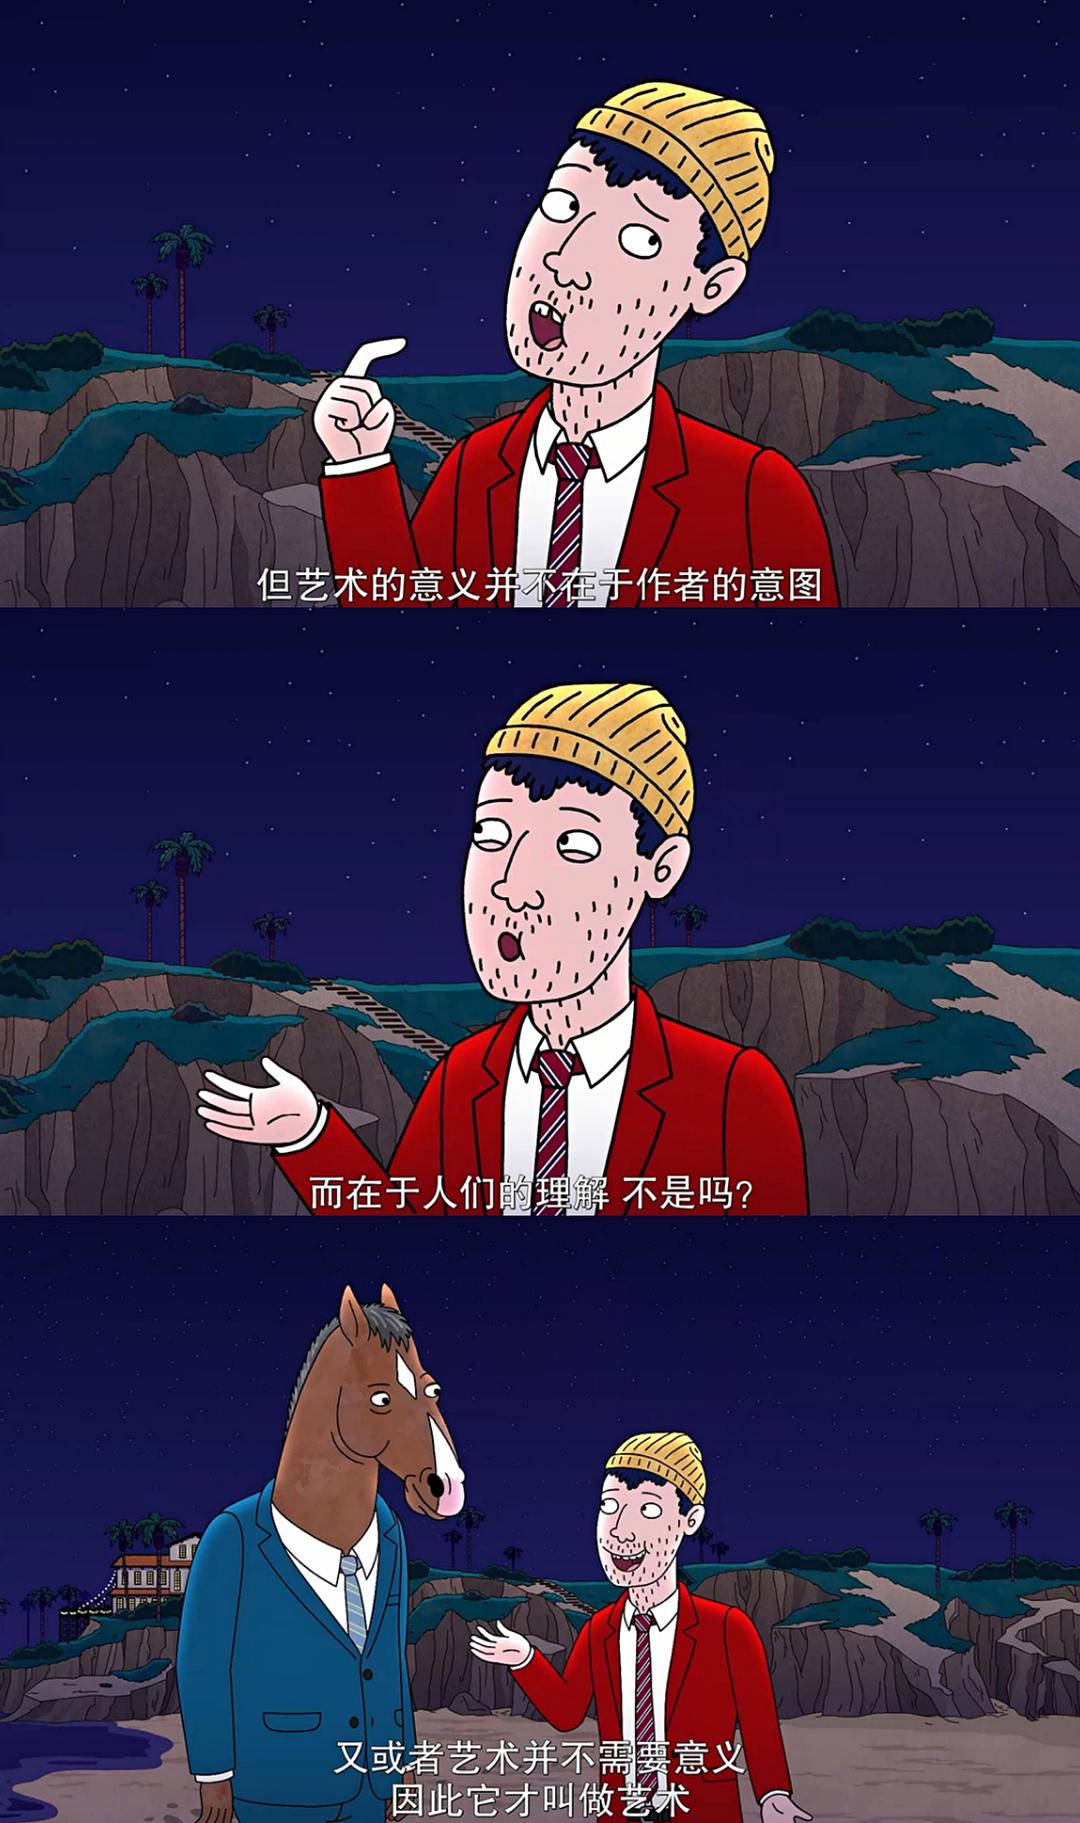 但艺术的意义并不在于作者的意图
而在于人们的理解 不是吗?
又或者艺术并不需要意义
因此它才叫做艺术